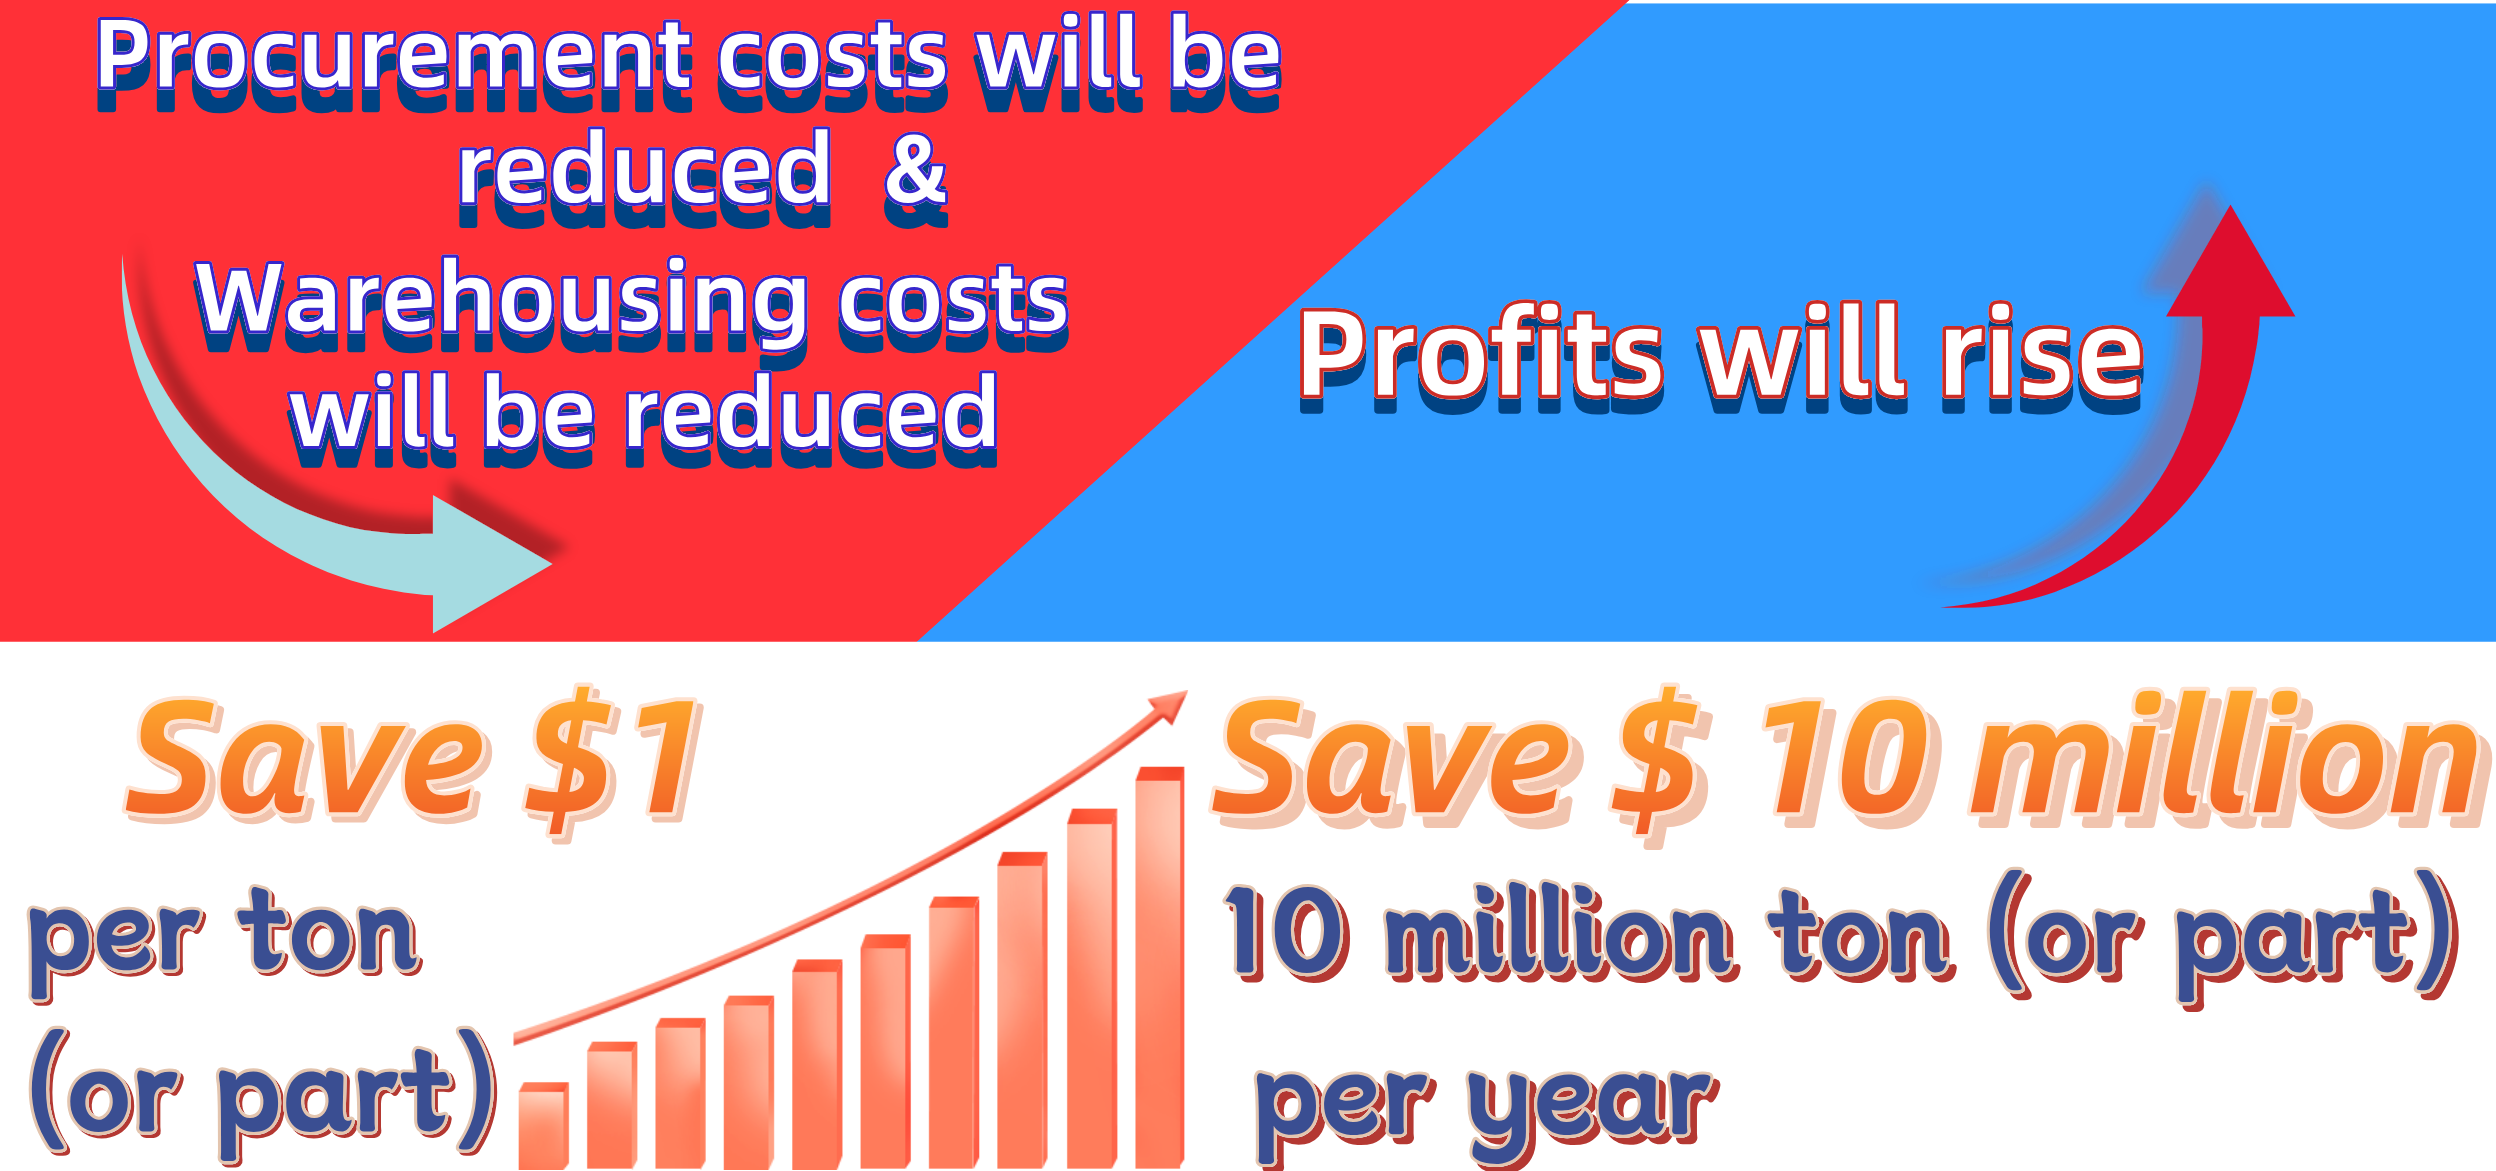 Procurement costs will be
reduced &
Warehousing costs
will be reduced
Profits will rise
Save $ 1
per ton
(or part)
Save $ 10 million
10 million ton (or part)
per year